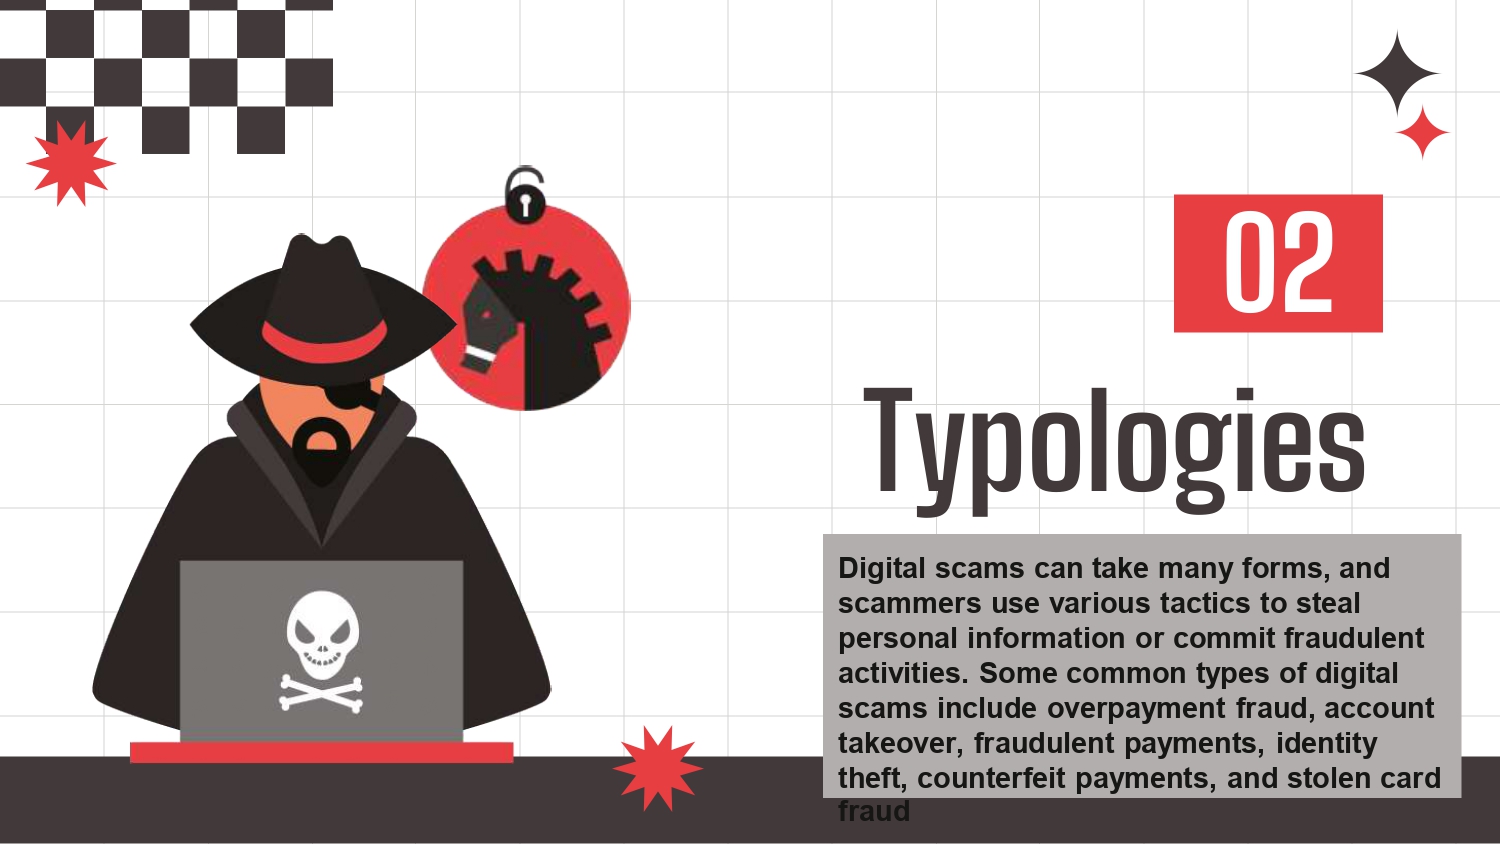 02
Typologies
Digital scams can take many forms, and
scammers use various tactics to steal
personal information or commit fraudulent
activities. Some common types of digital
scams include overpayment fraud, account
takeover, fraudulent payments, identity
theft, counterfeit payments, and stolen card
fraud